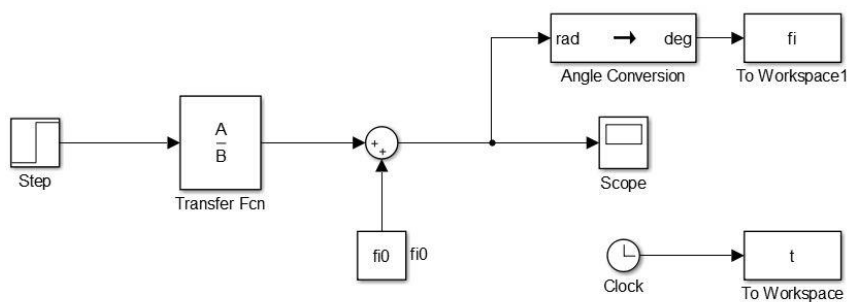 rad → deg
fi
Angle Conversion
To Workspace1
A
B
+
+
Step
Transfer Fcn
Scope
fi0
fi0
t
Clock
To Workspace